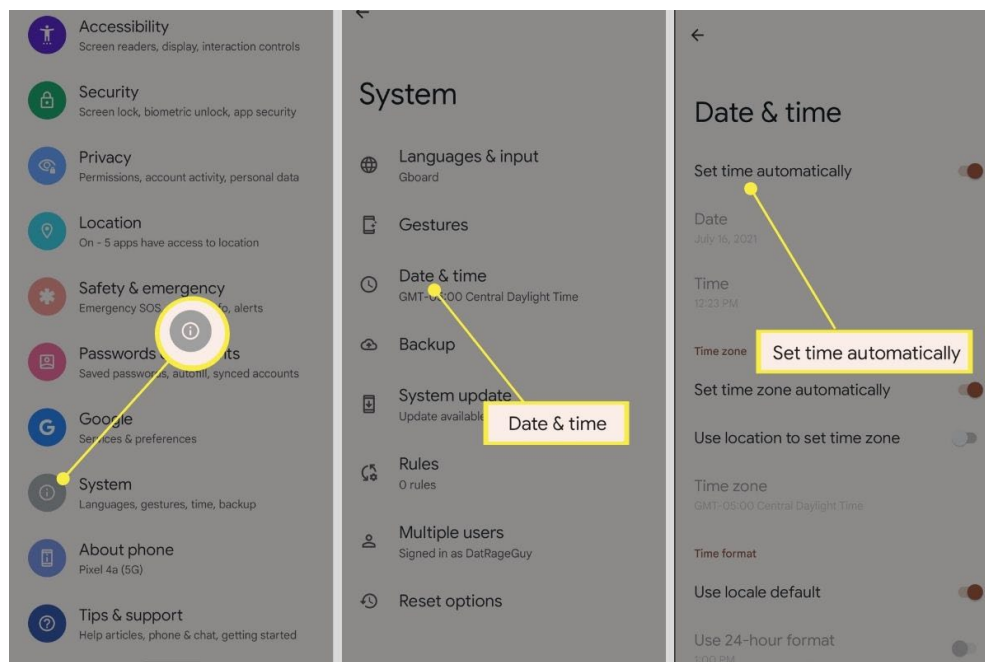 Accessibility
Screen readers, display, interaction controls
Security
Screen lock, biometric unlock, app security
Privacy
Permissions, account activity, personal data
Location
On - 5 apps have access to location
Safety & emergency
Emergency SOS, fo, alerts
Passwords ts
Saved passwords, autofill, synced accounts
Google
Services & preferences
System
Languages, gestures, time, backup
About phone
Pixel 4a (5G)
Tips & support
Help articles, phone & chat, getting started
System
Languages & input
Gboard
Gestures
Date & time
GMT-05:00 Central Daylight Time
Backup
System update
Update available
Date & time
Rules
0 rules
Multiple users
Signed in as DatRageGuy
Reset options
Date & time
Set time automatically
Date
July 16, 2021
Time
12:23 PM
Time zone
Set time automatically
Set time zone automatically
Use location to set time zone
Time zone
GMT-05:00 Central Daylight Time
Time format
Use locale default
Use 24-hour format
1:00 PM